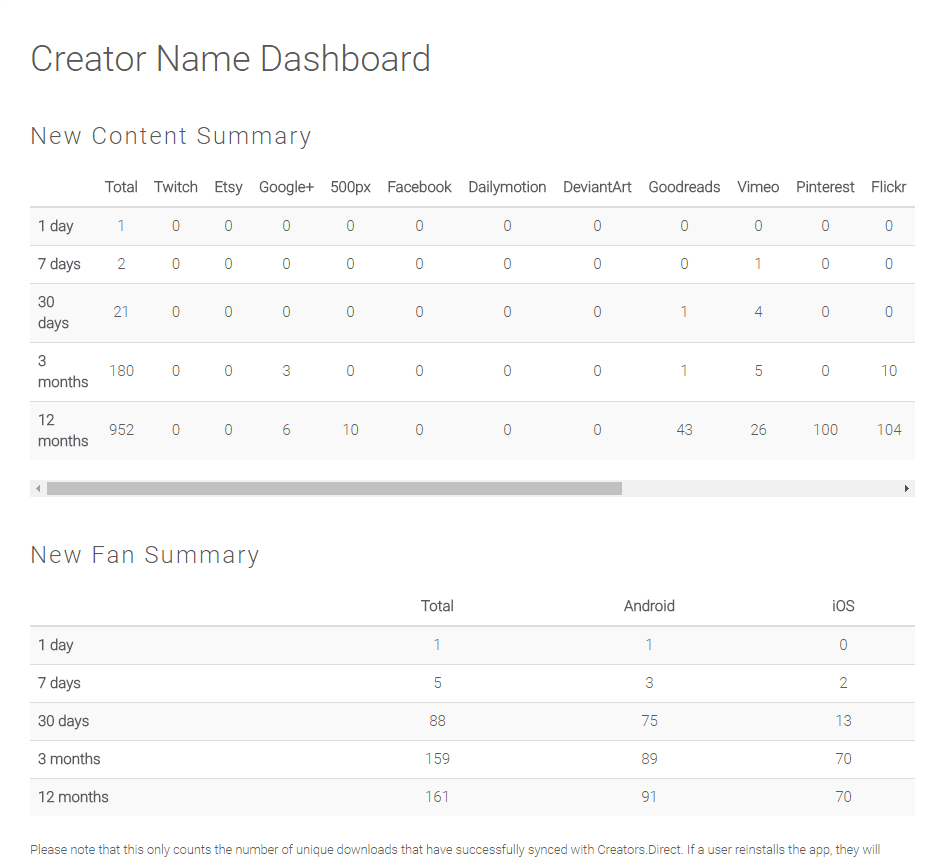 Creator Name Dashboard
New Content Summary
Total Twitch Etsy Google+ 500px Facebook Dailymotion DeviantArt Goodreads Vimeo Pinterest Flickr
1 day 1 0 0 0 0 0 0 0 0 0 0 0
7 days 2 0 0 0 0 0 0 0 0 1 0 0
30
days 21 0 0 0 0 0 0 0 1 4 0 0
3
months 180 0 0 3 0 0 0 0 1 5 0 10
12
months 952 0 0 6 10 0 0 0 43 26 100 104
New Fan Summary
Total Android iOS
1 day 1 1 0
7 days 5 3 2
30 days 88 75 13
3 months 159 89 70
12 months 161 91 70
Please note that this only counts the number of unique downloads that have successfully synced with Creators.Direct. If a user reinstalls the app, they will